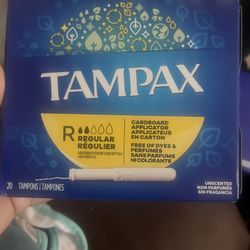 TAMPAX
R
REGULAR
RÉGULIER
CARDBOARD
APPLICATOR
APPLICATEUR
EN CARTON
FREE OF DYES &
PERFUMES
SANS PARFUMS
NI COLORANTS
20 TAMPONS|TAMPONES
UNSCENTED
NON PARFUMÉS
SIN FRAGANCIA